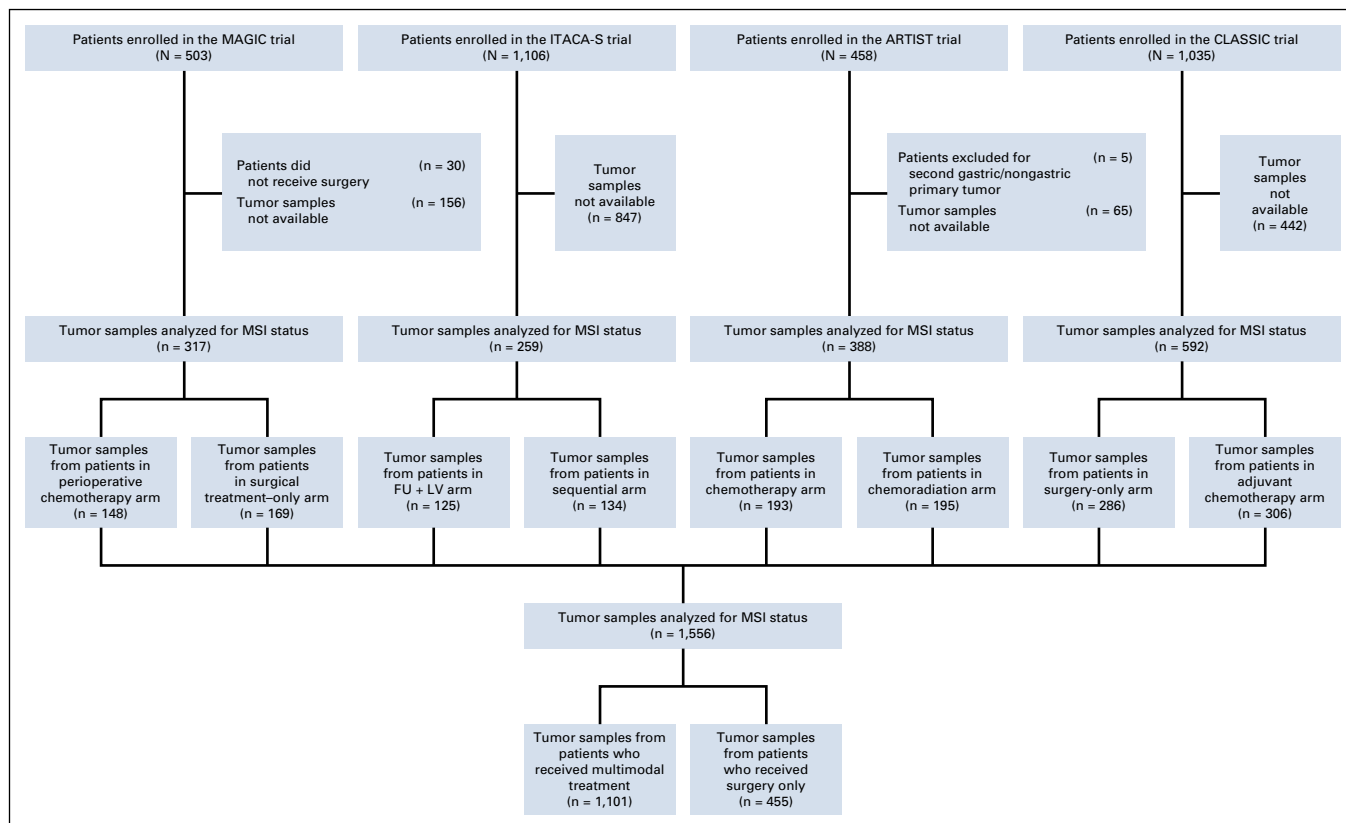 Patients enrolled in the MAGIC trial
(N = 503)
Patients enrolled in the ITACA-S trial
(N = 1,106)
Patients enrolled in the ARTIST trial
(N = 458)
Patients enrolled in the CLASSIC trial
(N = 1,035)
Patients did (n = 30)
not receive surgery
Tumor samples (n = 156)
not available
Tumor
samples
not available
(n = 847)
Patients excluded for (n = 5)
second gastric/nongastric
primary tumor
Tumor samples (n = 65)
not available
Tumor
samples
not
available
(n = 442)
Tumor samples analyzed for MSI status
(n = 317)
Tumor samples analyzed for MSI status
(n = 259)
Tumor samples analyzed for MSI status
(n = 388)
Tumor samples analyzed for MSI status
(n = 592)
Tumor samples
from patients in
perioperative
chemotherapy arm
(n = 148)
Tumor samples
from patients
in surgical
treatment–only arm
(n = 169)
Tumor samples
from patients in
FU + LV arm
(n = 125)
Tumor samples
from patients in
sequential arm
(n = 134)
Tumor samples
from patients in
chemotherapy arm
(n = 193)
Tumor samples
from patients in
chemoradiation arm
(n = 195)
Tumor samples
from patients in
surgery-only arm
(n = 286)
Tumor samples
from patients in
adjuvant
chemotherapy arm
(n = 306)
Tumor samples analyzed for MSI status
(n = 1,556)
Tumor samples from
patients who
received multimodal
treatment
(n = 1,101)
Tumor samples
from patients
who received
surgery only
(n = 455)